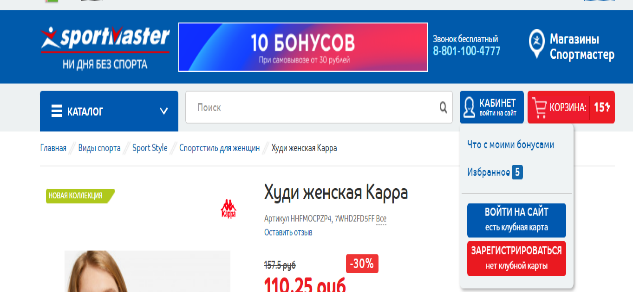 sportmaster
НИ ДНЯ БЕЗ СПОРТА
10 БОНУСОВ
При самовывозе от 30 рублей
Звонок бесплатный
8-801-100-4777
Магазины
Спортмастер
КАТАЛОГ
Поиск
КАБИНЕТ
войти на сайт
КОРЗИНА:
15
Главная / Виды спорта / Sport Style / Спортстиль для женщин / Худи женская Kappa
Что с моими бонусами
Избранное 5
ВОЙТИ НА САЙТ
есть клубная карта
ЗАРЕГИСТРИРОВАТЬСЯ
нет клубной карты
НОВАЯ КОЛЛЕКЦИЯ
Kappa
Худи женская Kappa
Артикул HHFMOCPZP4, 7WHD2FD5FF Все
Оставить отзыв
157,5 руб
-30%
110,25 руб